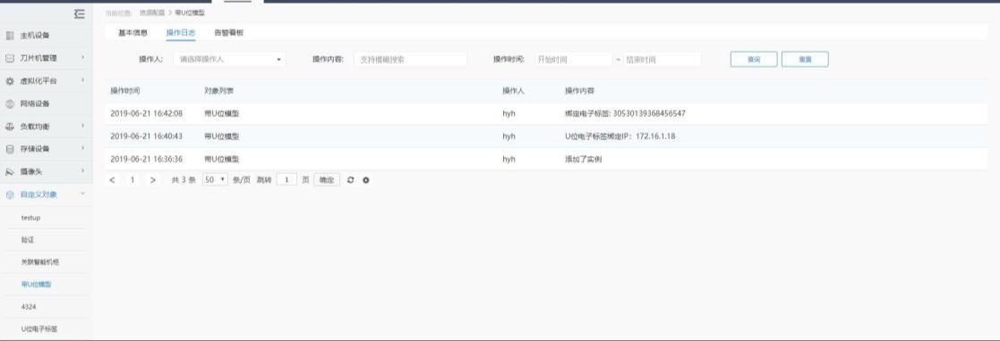 当前位置: 资源配置 > 带U位模型
主机设备
刀片机管理
虚拟化平台
网络设备
负载均衡
存储设备
摄像头
自定义对象
testup
验证
关联智能机柜
带U位模型
4324
U位电子标签
基本信息 操作日志 告警看板
操作人: 请选择操作人 操作内容: 支持模糊搜索 操作时间: 开始时间 ~ 结束时间 查询 重置
操作时间 对象列表 操作人 操作内容
2019-06-21 16:42:08 带U位模型 hyh 绑定电子标签: 30530139368456547
2019-06-21 16:40:43 带U位模型 hyh U位电子标签绑定IP: 172.16.1.18
2019-06-21 16:36:36 带U位模型 hyh 添加了实例
< 1 > 共 3 条 50 条/页 跳转 1 页 确定